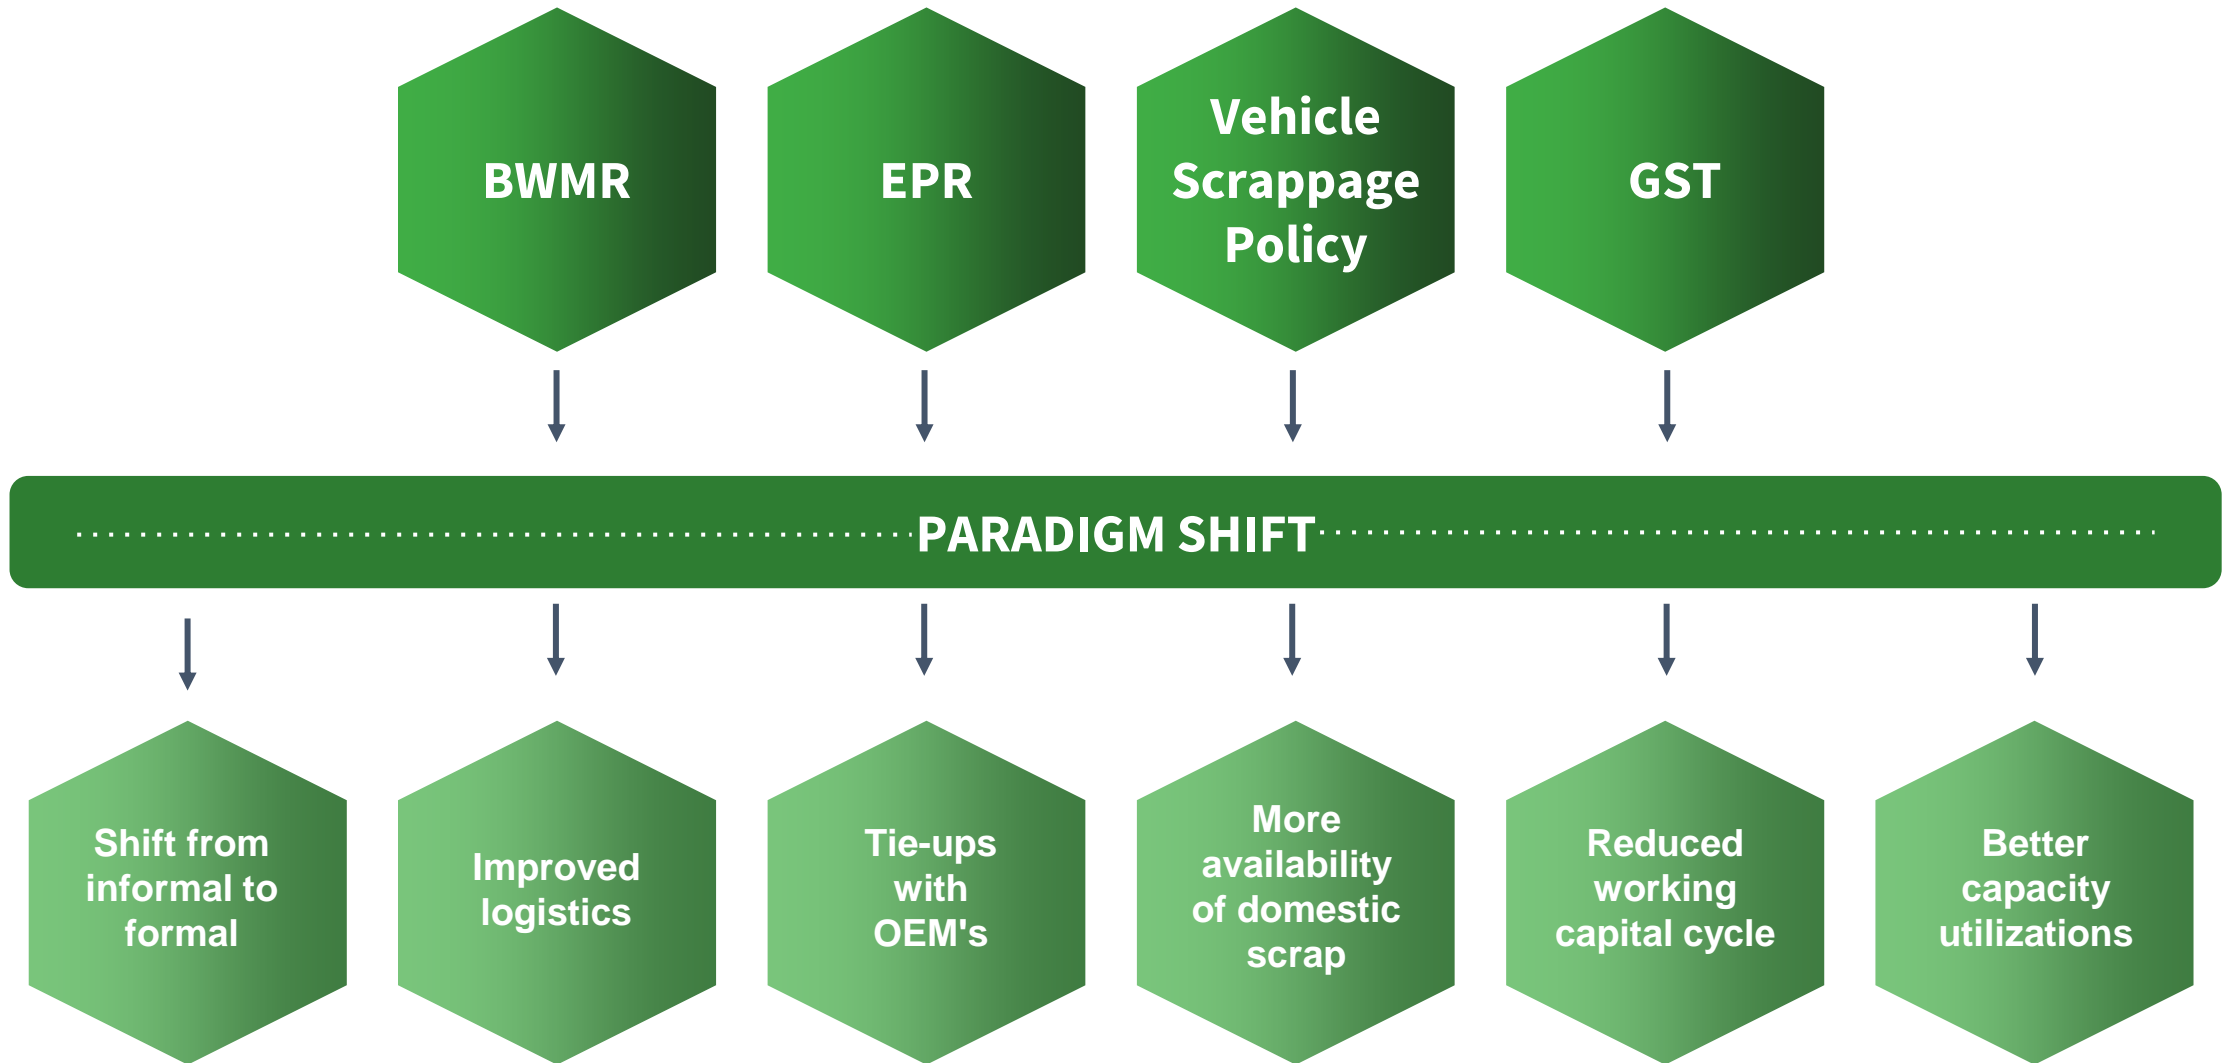 BWMR
EPR
Vehicle
Scrappage
Policy
GST
PARADIGM SHIFT
Shift from
informal to
formal
Improved
logistics
Tie-ups
with
OEM's
More
availability
of domestic
scrap
Reduced
working
capital cycle
Better
capacity
utilizations